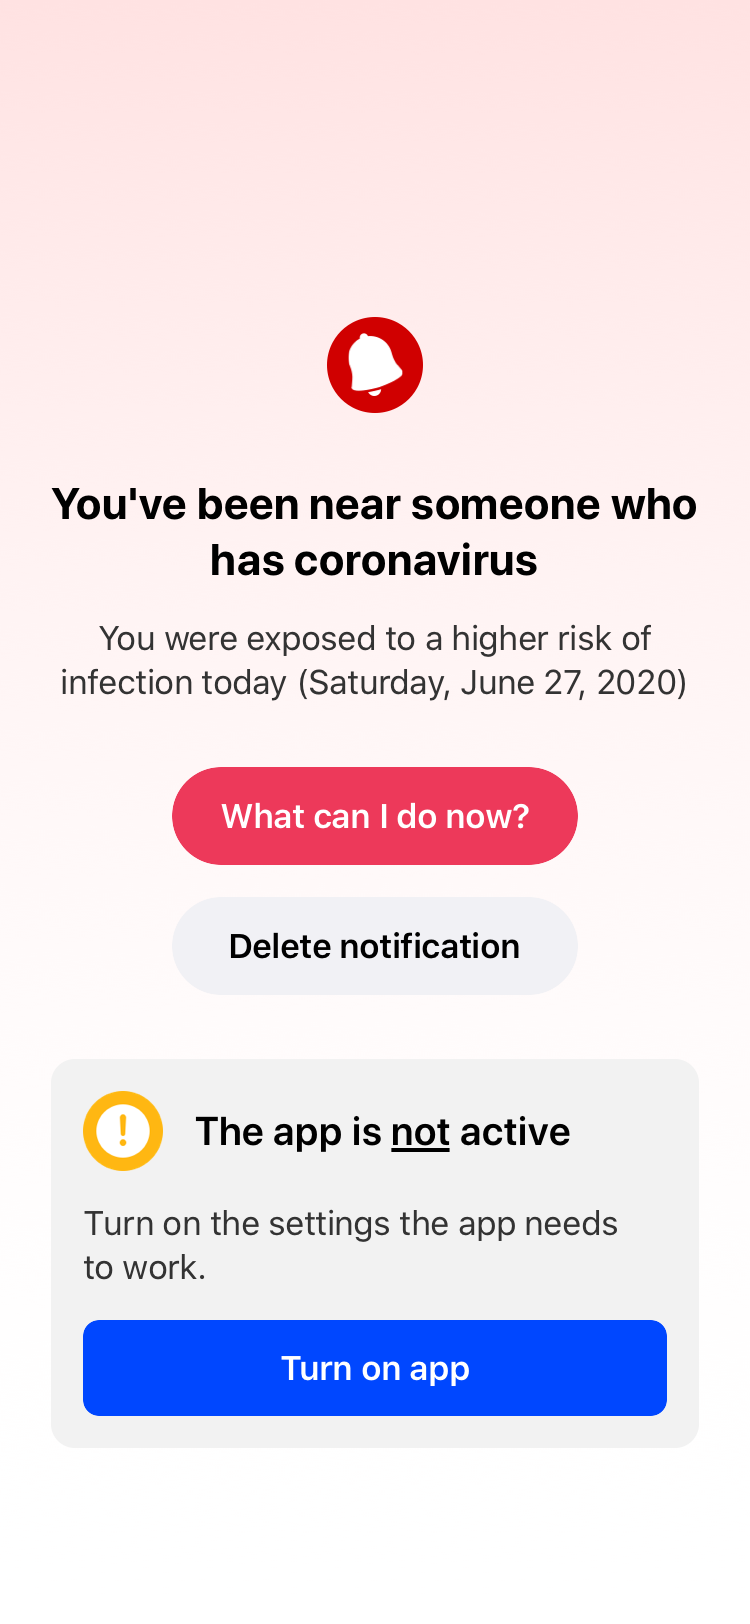 You've been near someone who
has coronavirus
You were exposed to a higher risk of
infection today (Saturday, June 27, 2020)
What can I do now?
Delete notification
The app is not active
Turn on the settings the app needs
to work.
Turn on app